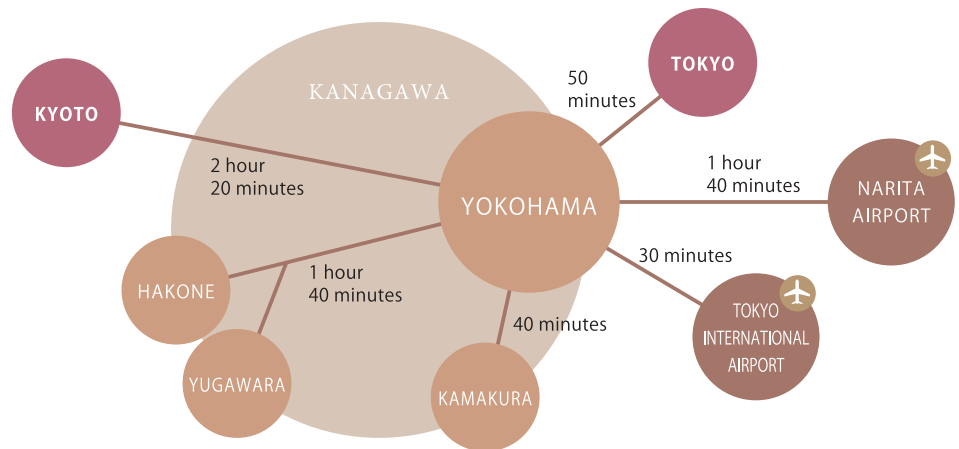 KANAGAWA
KYOTO
TOKYO
50
minutes
2 hour
20 minutes
YOKOHAMA
1 hour
40 minutes
NARITA
AIRPORT
30 minutes
TOKYO
INTERNATIONAL
AIRPORT
HAKONE
1 hour
40 minutes
YUGAWARA
40 minutes
KAMAKURA